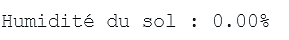 Humidité du sol : 0.00%